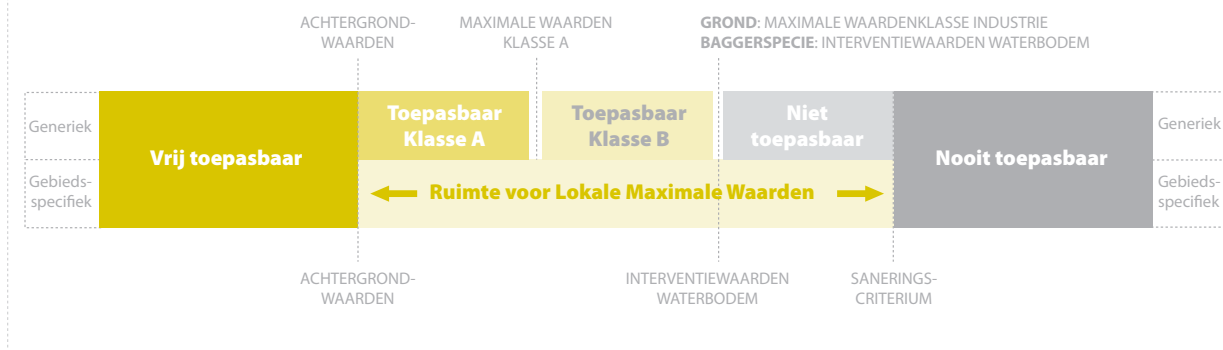 ACHTERGROND-
WAARDEN
MAXIMALE WAARDEN
KLASSE A
GROND: MAXIMALE WAARDENKLASSE INDUSTRIE
BAGGERSPECIE: INTERVENTIEWAARDEN WATERBODEM
Generiek
Gebieds-
specifiek
Vrij toepasbaar
Toepasbaar
Klasse A
Toepasbaar
Klasse B
Niet
toepasbaar
Ruimte voor Lokale Maximale Waarden
Nooit toepasbaar
Generiek
Gebieds-
specifiek
ACHTERGROND-
WAARDEN
INTERVENTIEWAARDEN
WATERBODEM
SANERINGS-
CRITERIUM